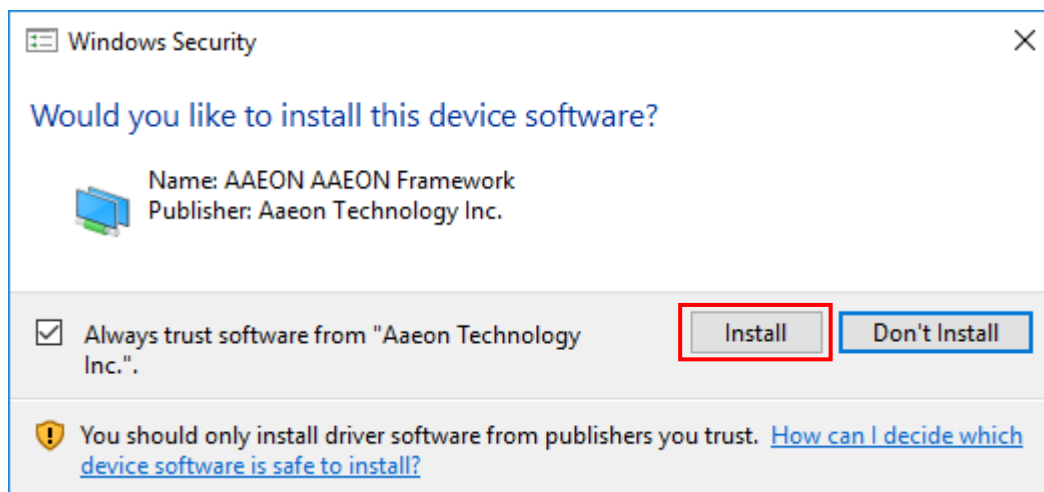 Windows Security
Would you like to install this device software?
Name: AAEON AAEON Framework
Publisher: Aaeon Technology Inc.
Always trust software from "Aaeon Technology
Inc.".
Install
Don't Install
You should only install driver software from publishers you trust. How can I decide which
device software is safe to install?